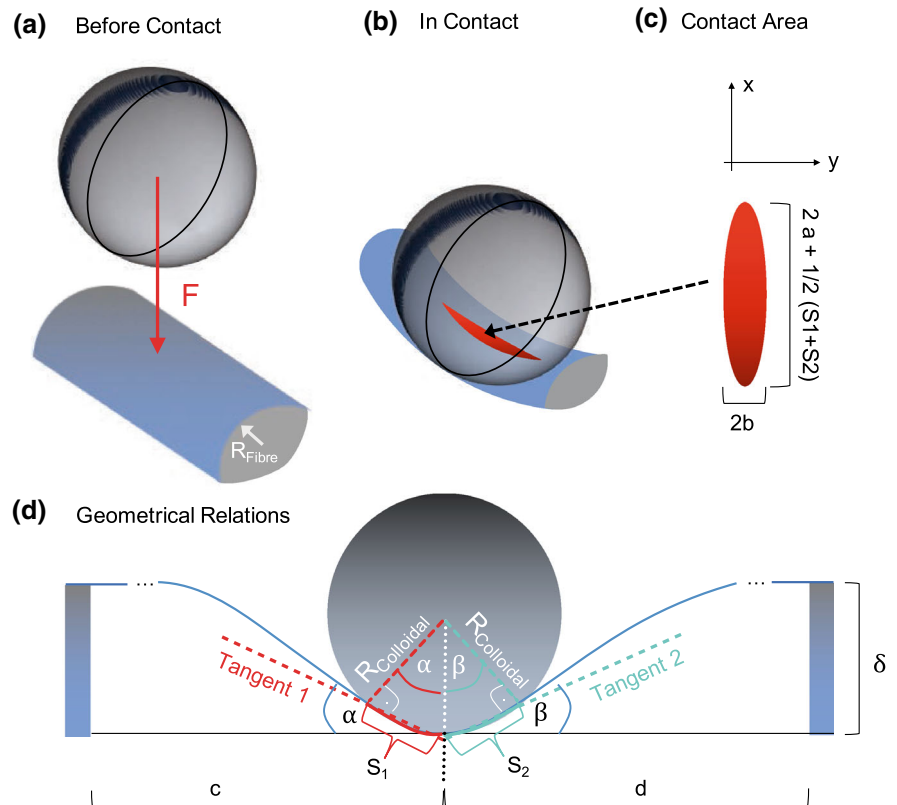 (a) Before Contact
(b) In Contact
(c) Contact Area
F
R_Fibre
x
y
2 a + 1/2 (S1+S2)
2b
(d) Geometrical Relations
... ...
R_Colloidal R_Colloidal
α β
Tangent 1 Tangent 2
δ
α β
S₁ S₂
c d